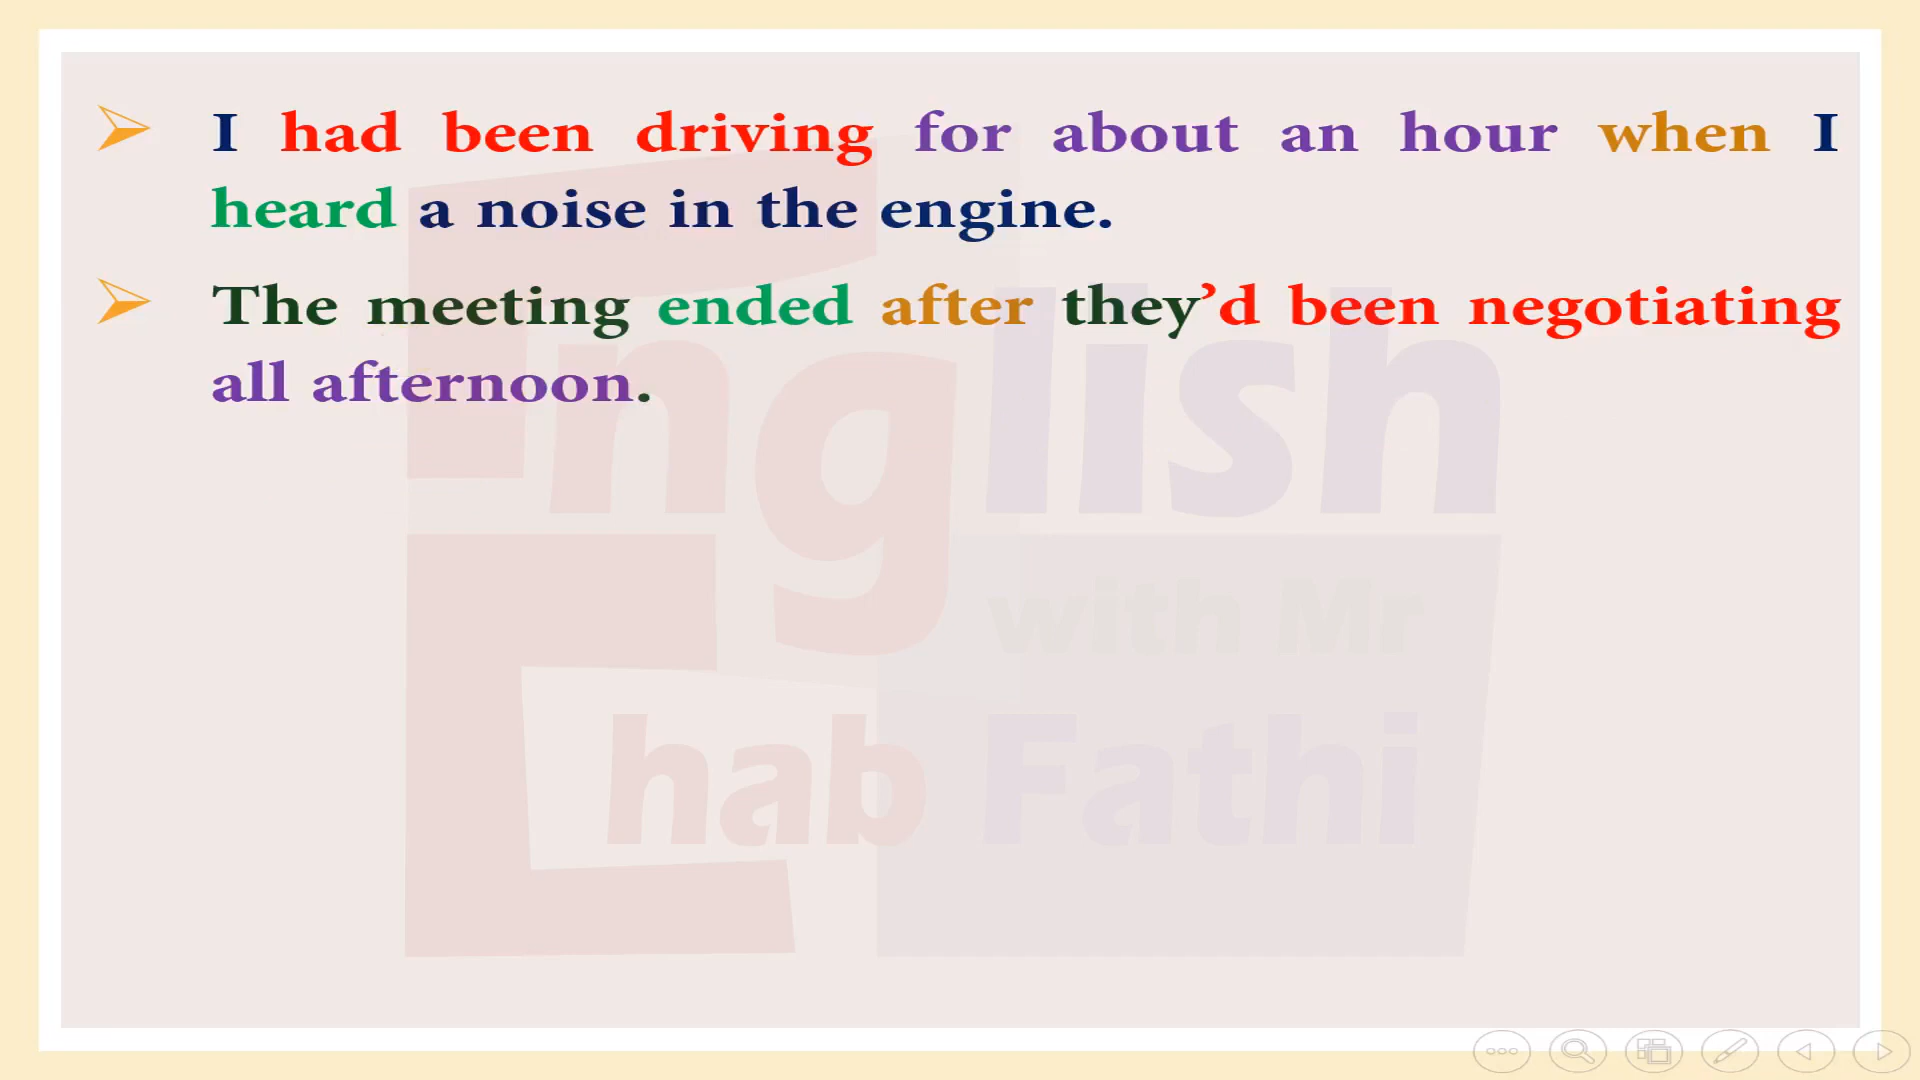 I had been driving for about an hour when I
heard a noise in the engine.
The meeting ended after they’d been negotiating
all afternoon.
English
with Mr
Ehab Fathi